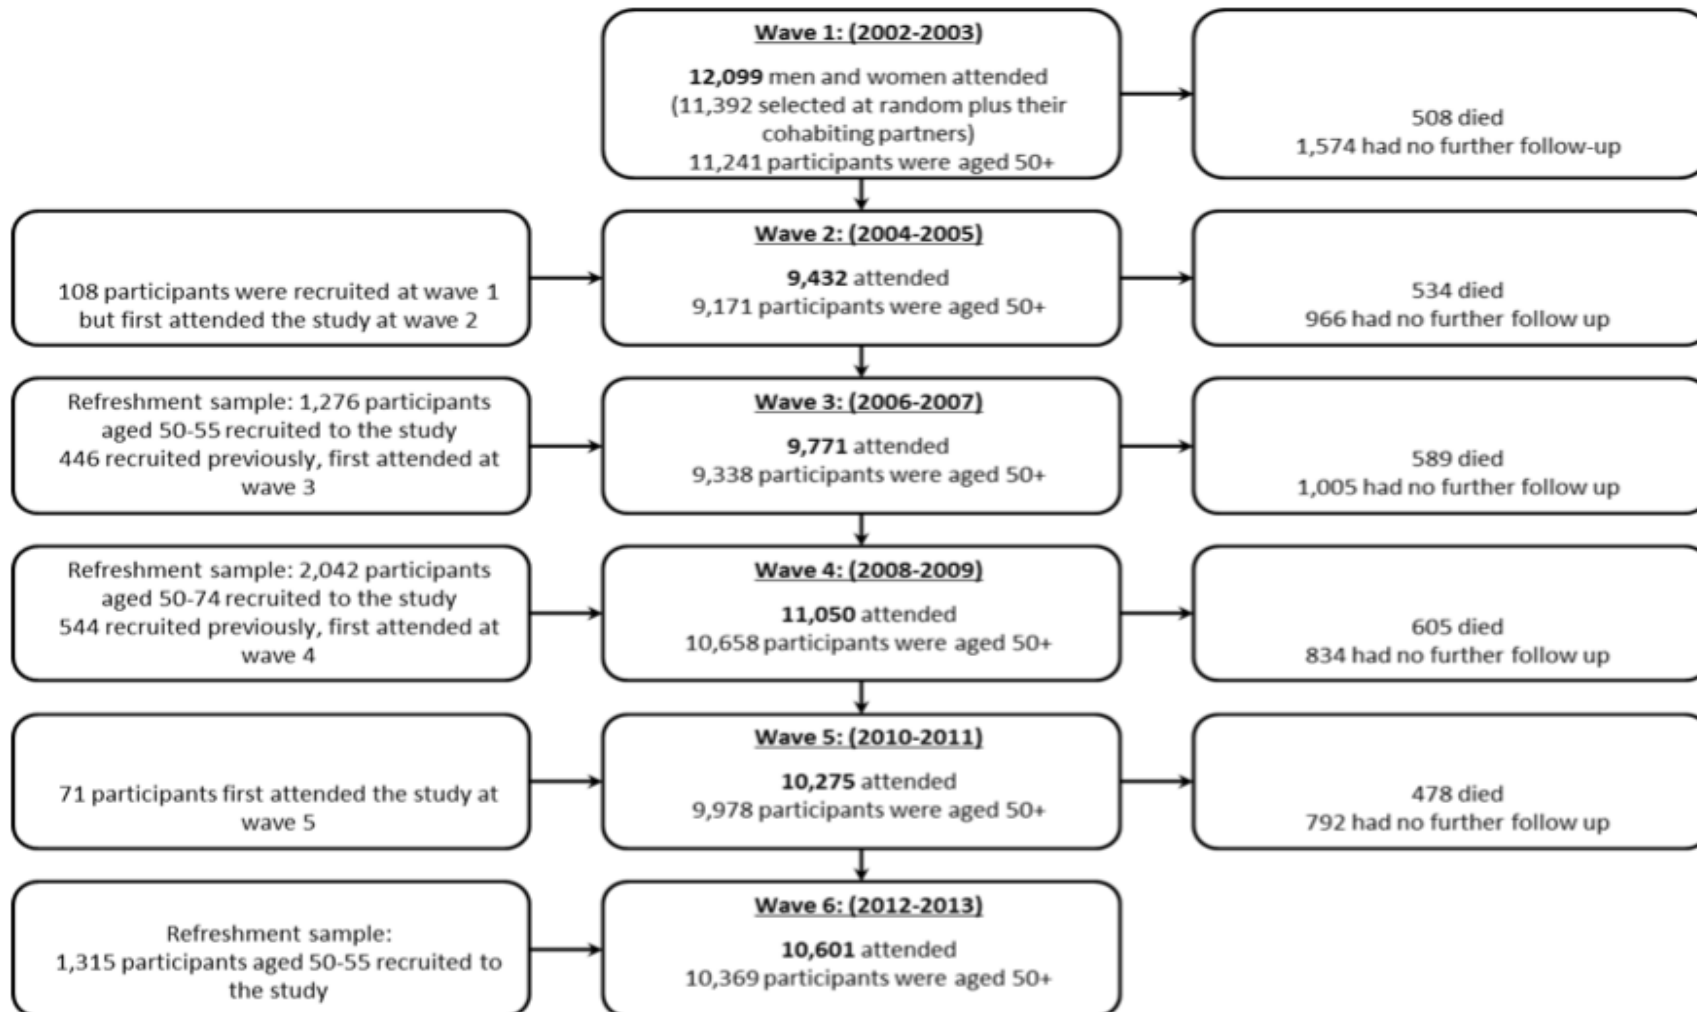 Wave 1: (2002-2003)
12,099 men and women attended
(11,392 selected at random plus their
cohabiting partners)
11,241 participants were aged 50+
508 died
1,574 had no further follow-up
108 participants were recruited at wave 1
but first attended the study at wave 2
Wave 2: (2004-2005)
9,432 attended
9,171 participants were aged 50+
534 died
966 had no further follow up
Refreshment sample: 1,276 participants
aged 50-55 recruited to the study
446 recruited previously, first attended at
wave 3
Wave 3: (2006-2007)
9,771 attended
9,338 participants were aged 50+
589 died
1,005 had no further follow up
Refreshment sample: 2,042 participants
aged 50-74 recruited to the study
544 recruited previously, first attended at
wave 4
Wave 4: (2008-2009)
11,050 attended
10,658 participants were aged 50+
605 died
834 had no further follow up
71 participants first attended the study at
wave 5
Wave 5: (2010-2011)
10,275 attended
9,978 participants were aged 50+
478 died
792 had no further follow up
Refreshment sample:
1,315 participants aged 50-55 recruited to
the study
Wave 6: (2012-2013)
10,601 attended
10,369 participants were aged 50+